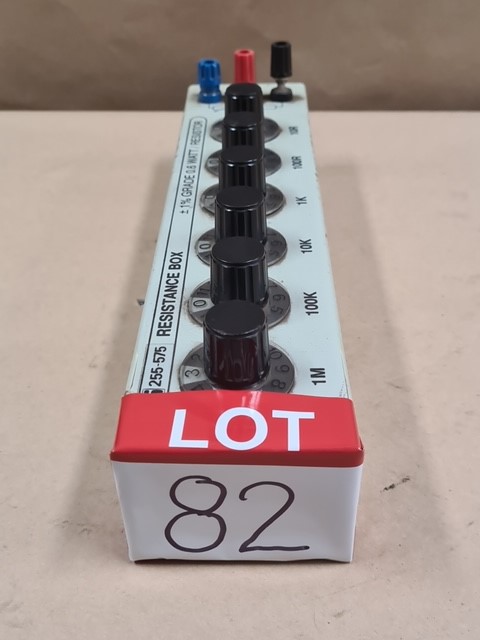 ± 1% GRADE 0.6 WATT RESISTOR
255-575 RESISTANCE BOX
10R
100R
1K
10K
100K
1M
LOT
82